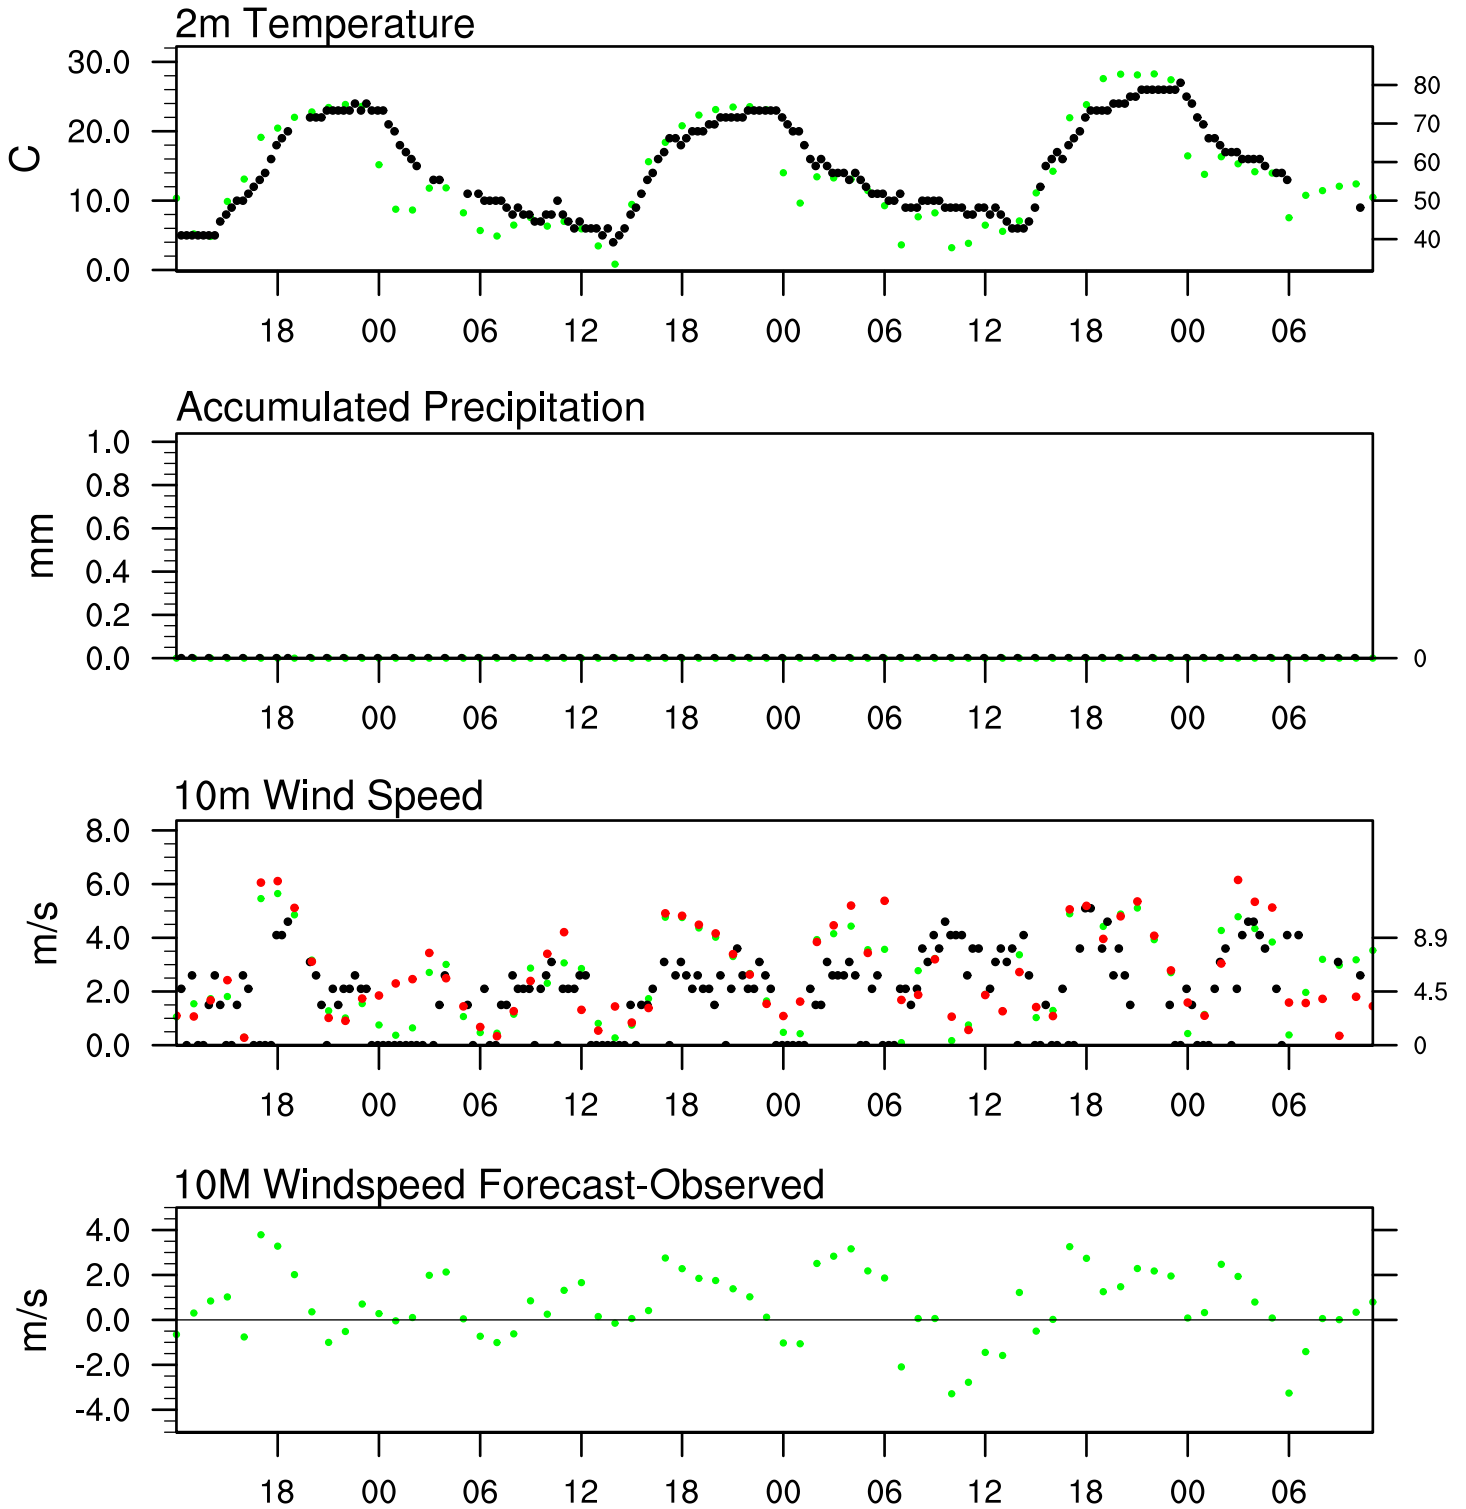 2m Temperature
30.0
20.0
10.0
0.0
C
80
70
60
50
40
18 00 06 12 18 00 06 12 18 00 06
Accumulated Precipitation
1.0
0.8
0.6
0.4
0.2
0.0
mm
0
18 00 06 12 18 00 06 12 18 00 06
10m Wind Speed
8.0
6.0
4.0
2.0
0.0
m/s
8.9
4.5
0
18 00 06 12 18 00 06 12 18 00 06
10M Windspeed Forecast-Observed
4.0
2.0
0.0
-2.0
-4.0
m/s
18 00 06 12 18 00 06 12 18 00 06